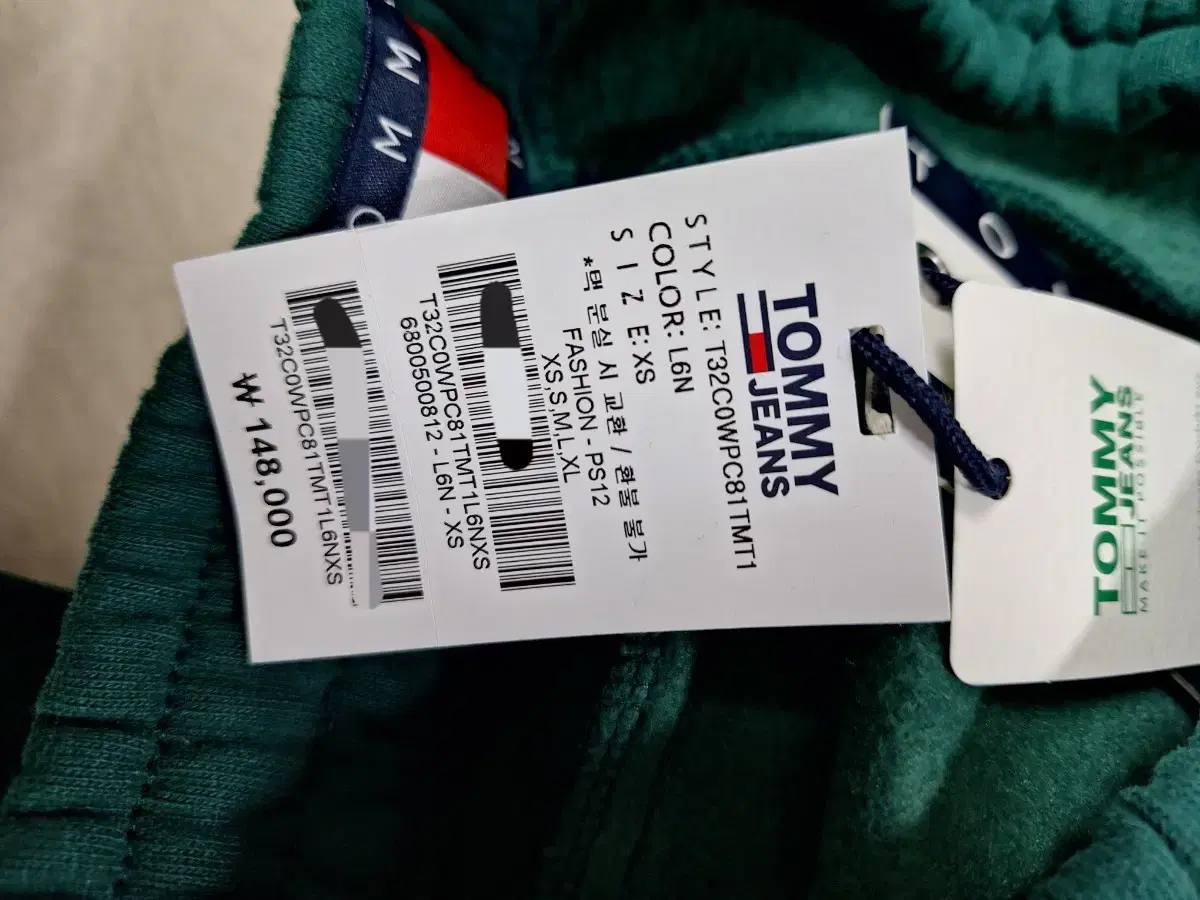 TOMMY
JEANS
STYLE: T32C0WPC81TMT1
COLOR: L6N
S I Z E: XS
*택 분실 시 교환 / 환불 불가
FASHION - PS12
XS,S,M,L,XL
T32C0WPC81TMT1L6NXS
6800500812 - L6N - XS
T32C0WPC81TMT1L6NXS
₩ 148,000
TOMMY
JEANS
MAKE IT POSSIBLE
O M M
T O